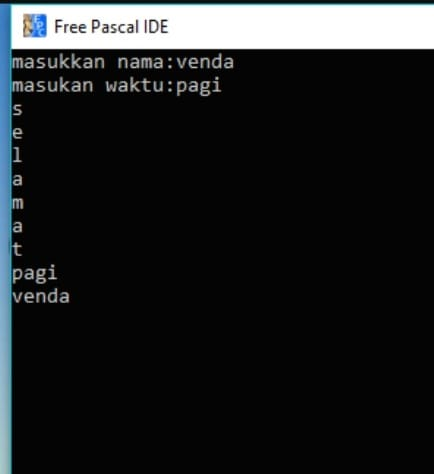 Free Pascal IDE
masukkan nama:venda
masukan waktu:pagi
s
e
l
a
m
a
t
pagi
venda